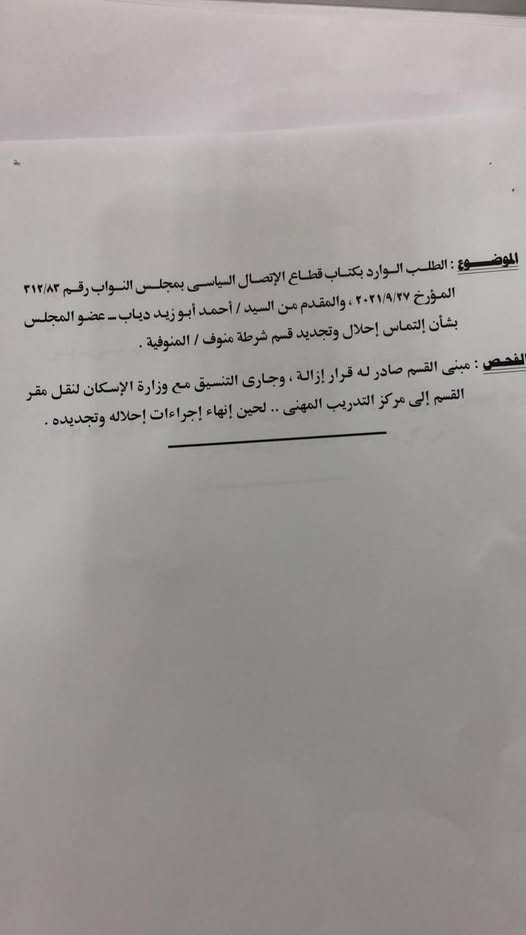 الموضوع : الطلب الوارد بكتاب قطاع الإتصال السياسى بمجلس النواب رقم ٣١٢/٨٣
المؤرخ ٢٠٢١/٩/٢٧ ، والمقدم من السيد / أحمد أبو زيد دياب – عضو المجلس
بشأن إلتماس إحلال وتجديد قسم شرطة منوف / المنوفية .
الفحص : مبنى القسم صادر له قرار إزالة ، وجارى التنسيق مع وزارة الإسكان لنقل مقر
القسم إلى مركز التدريب المهنى .. لحين إنهاء إجراءات إحلاله وتجديده .